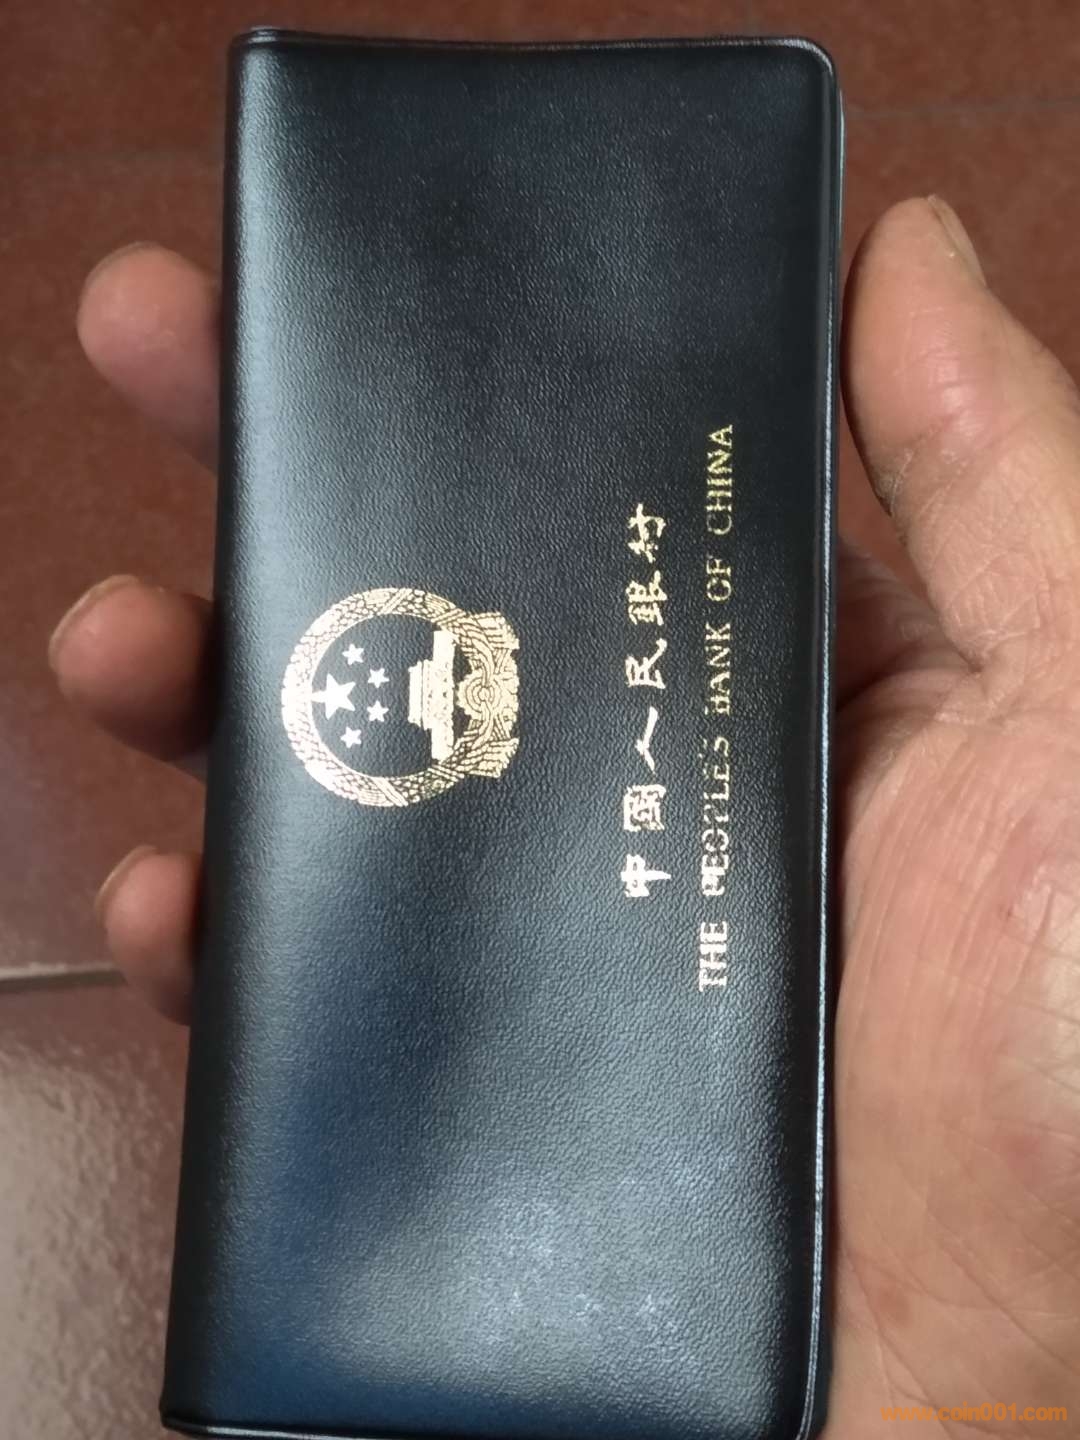 中國人民銀行
THE PEOPLE'S BANK OF CHINA
www.coin001.com